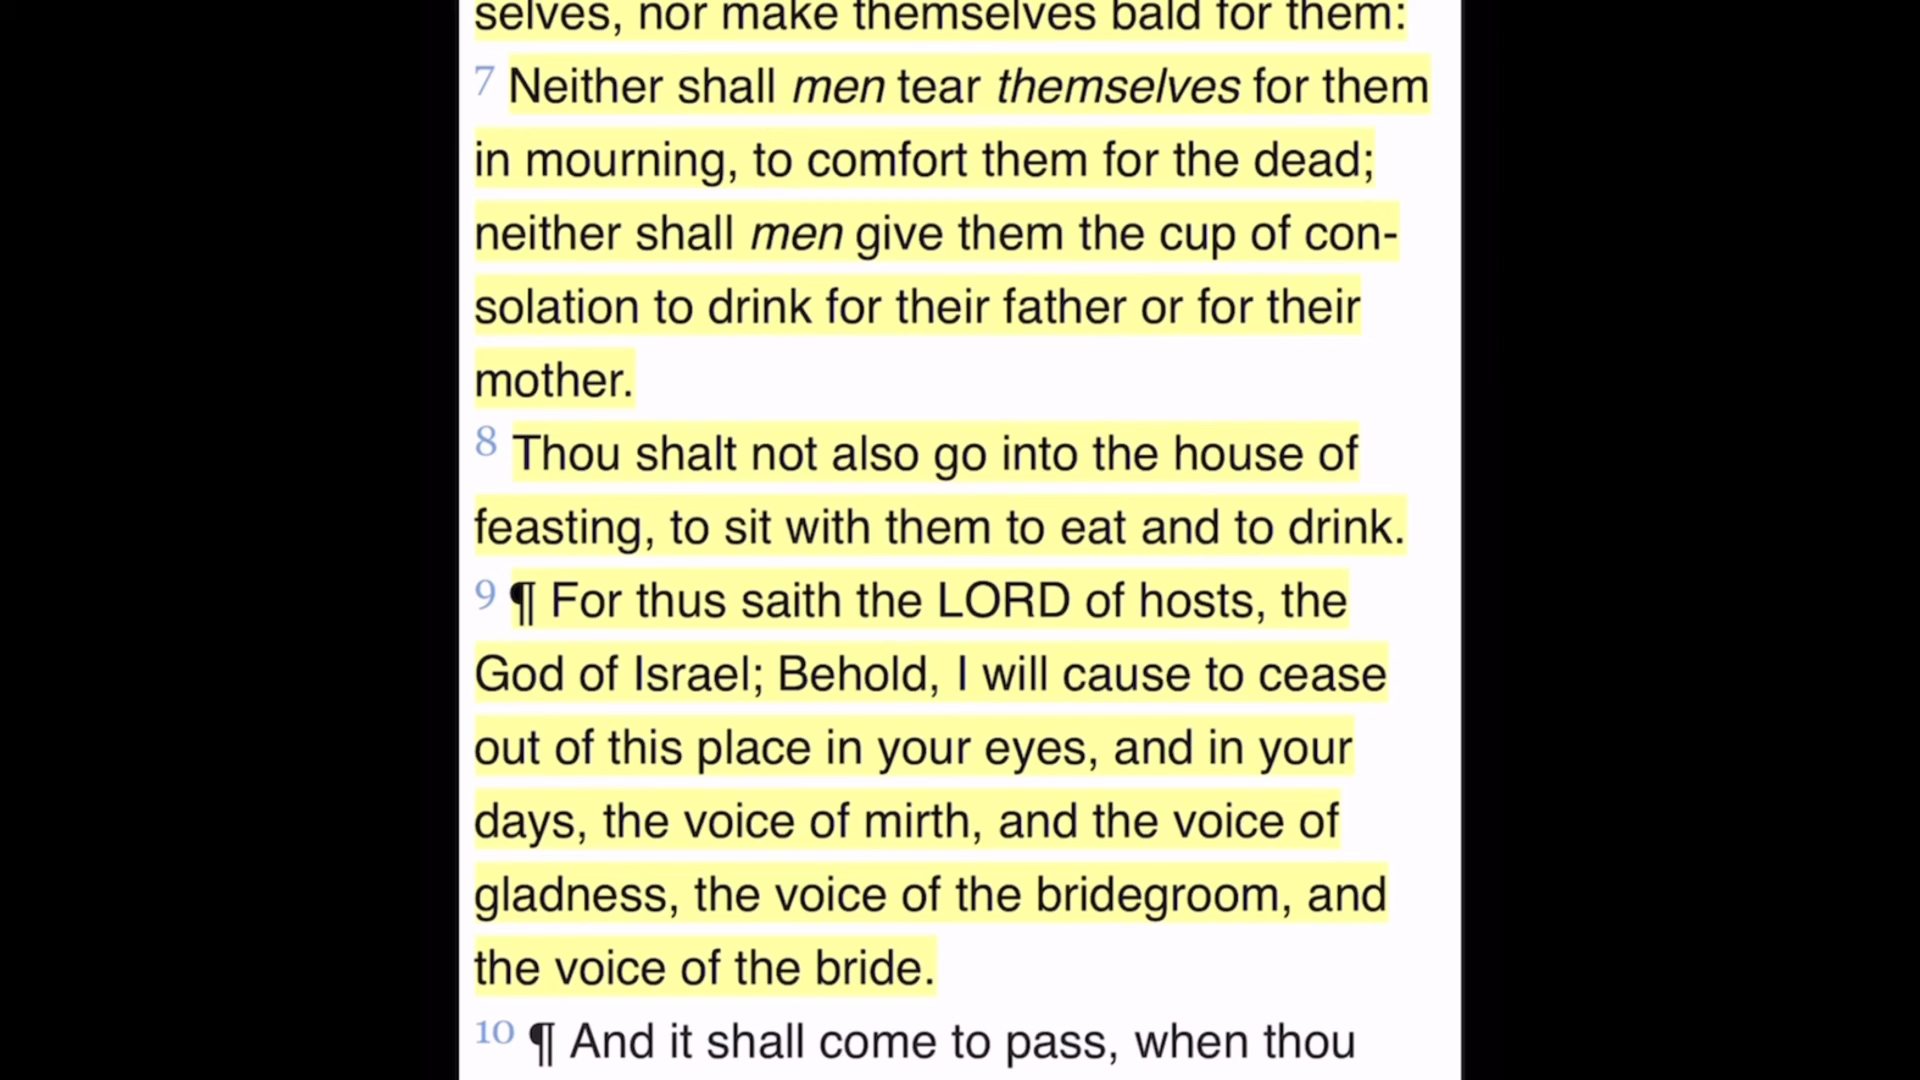 selves, nor make themselves bald for them:
7 Neither shall men tear themselves for them
in mourning, to comfort them for the dead;
neither shall men give them the cup of con-
solation to drink for their father or for their
mother.
8 Thou shalt not also go into the house of
feasting, to sit with them to eat and to drink.
9 ¶ For thus saith the LORD of hosts, the
God of Israel; Behold, I will cause to cease
out of this place in your eyes, and in your
days, the voice of mirth, and the voice of
gladness, the voice of the bridegroom, and
the voice of the bride.
10 ¶ And it shall come to pass, when thou